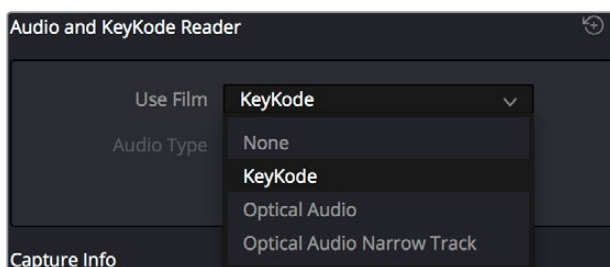 Audio and KeyKode Reader
Use Film KeyKode
Audio Type None
KeyKode
Optical Audio
Optical Audio Narrow Track
Capture Info